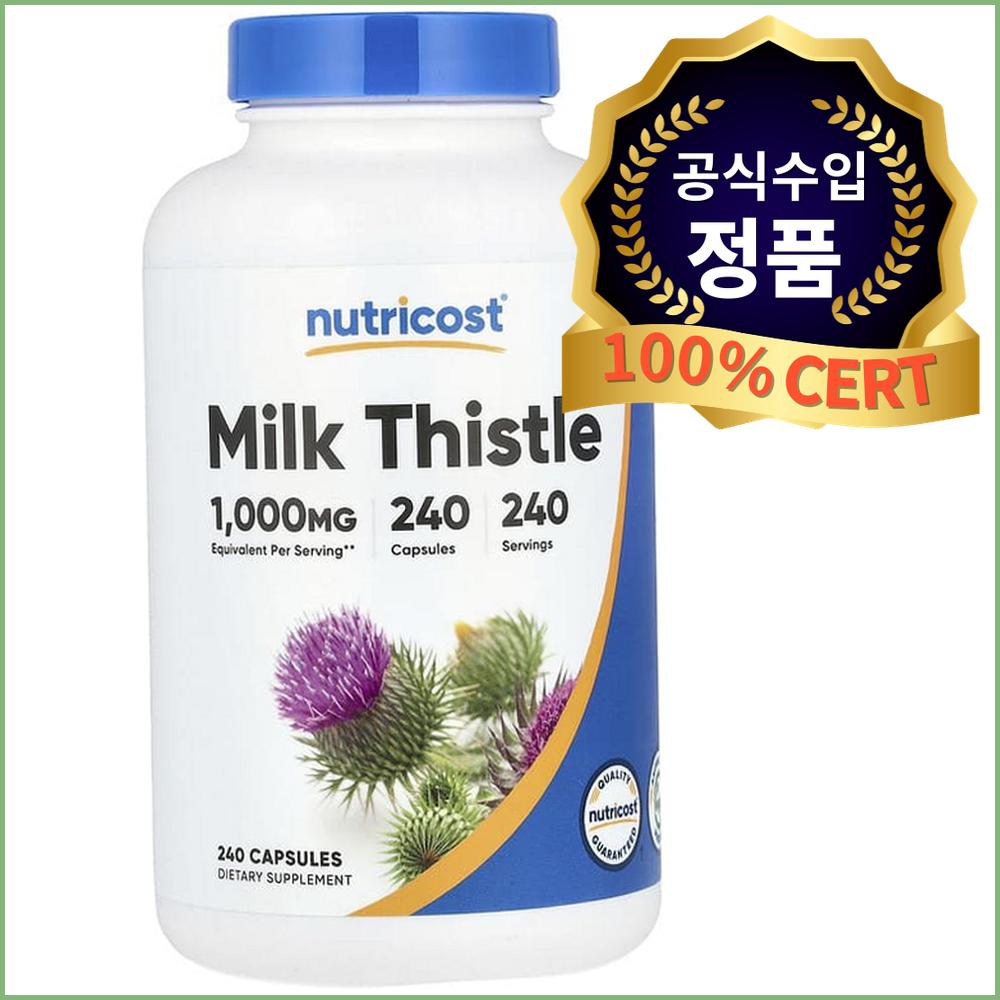 공식수입
정품
100% CERT
nutricost®
Milk Thistle
1,000MG
Equivalent Per Serving**
240
Capsules
240
Servings
240 CAPSULES
DIETARY SUPPLEMENT
QUALITY
nutricost
GUARANTEED